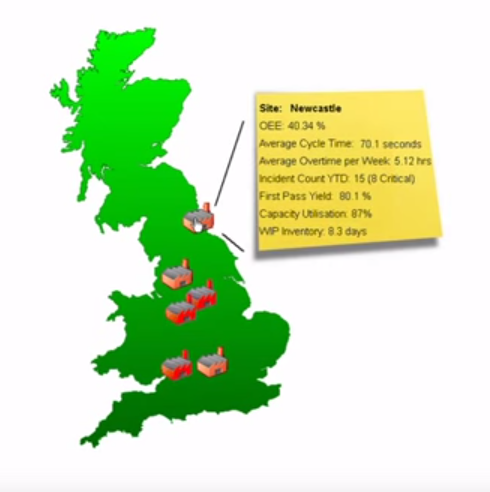 Site: Newcastle
OEE: 40.34 %
Average Cycle Time: 70.1 seconds
Average Overtime per Week: 5.12 hrs
Incident Count YTD: 15 (8 Critical)
First Pass Yield: 80.1 %
Capacity Utilisation: 87%
WIP Inventory: 8.3 days